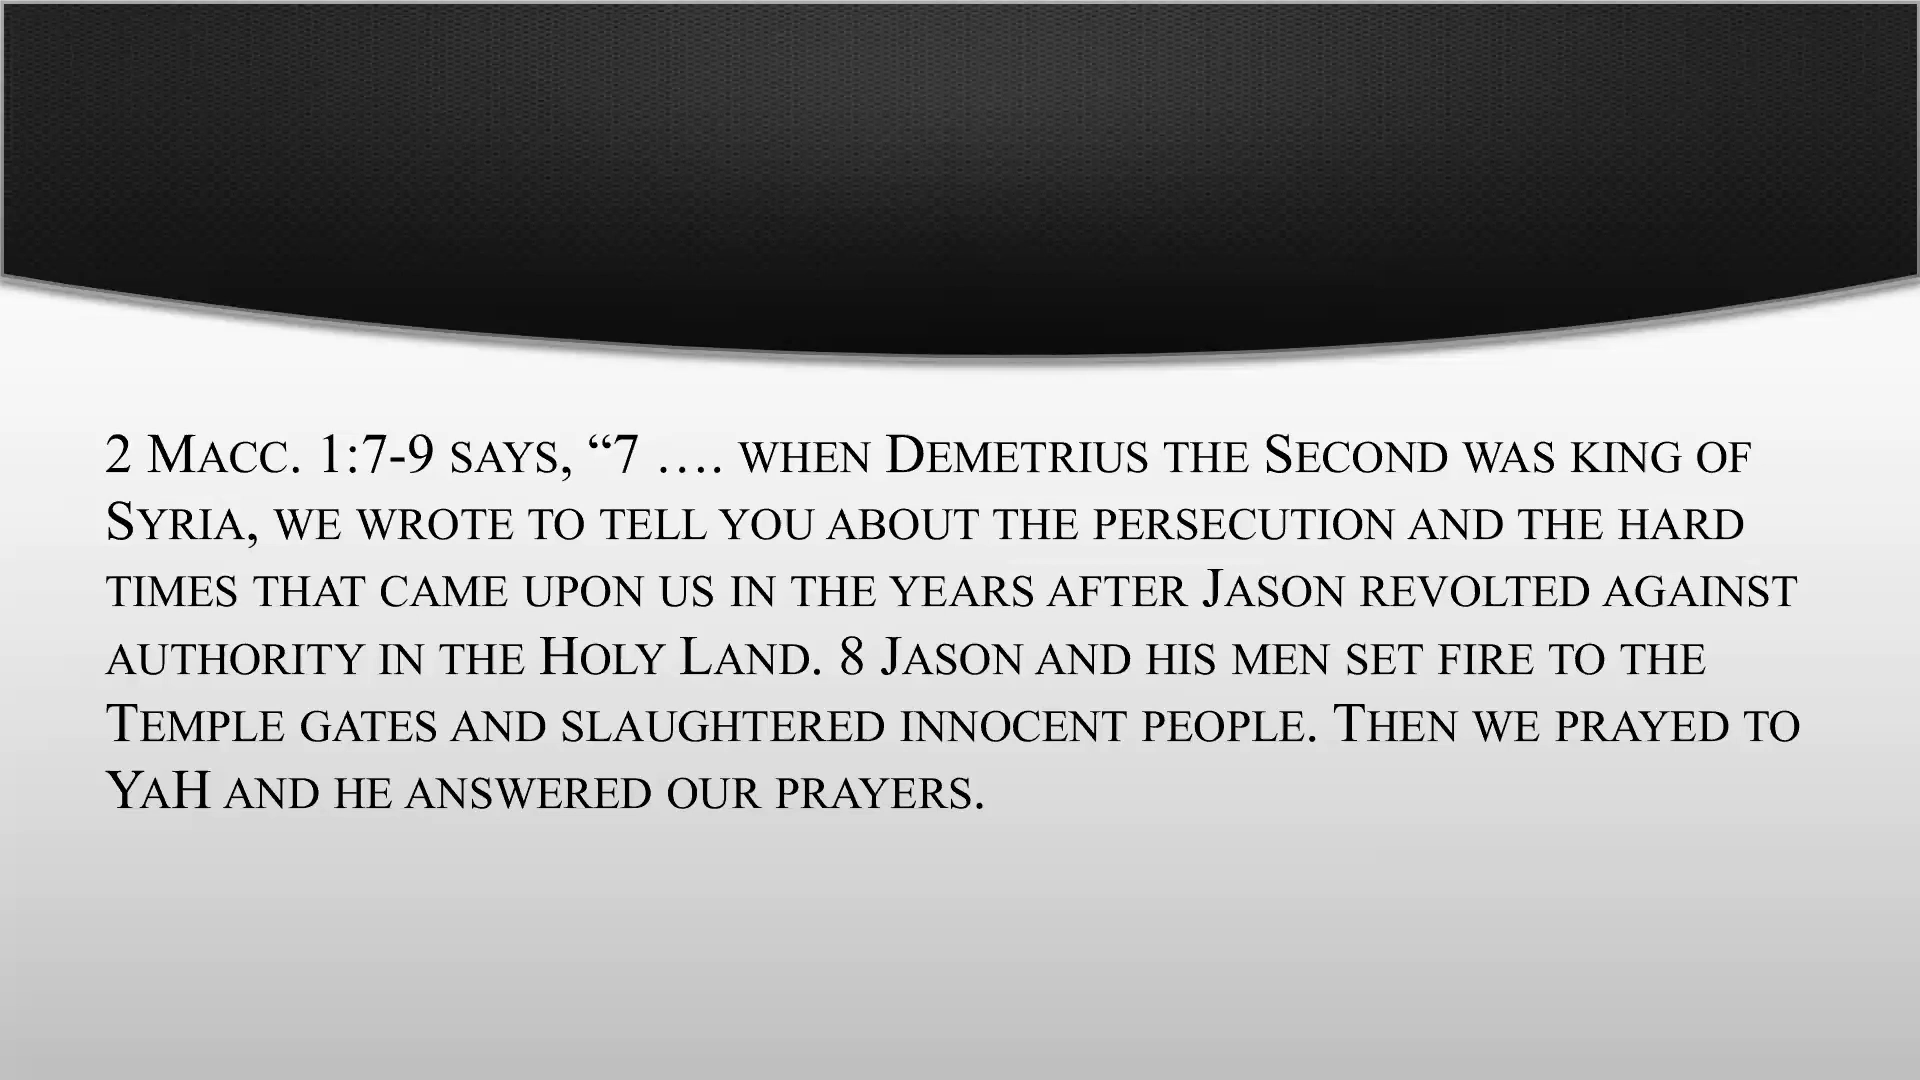 2 Macc. 1:7-9 says, “7 …. when Demetrius the Second was king of
Syria, we wrote to tell you about the persecution and the hard
times that came upon us in the years after Jason revolted against
authority in the Holy Land. 8 Jason and his men set fire to the
Temple gates and slaughtered innocent people. Then we prayed to
YaH and he answered our prayers.